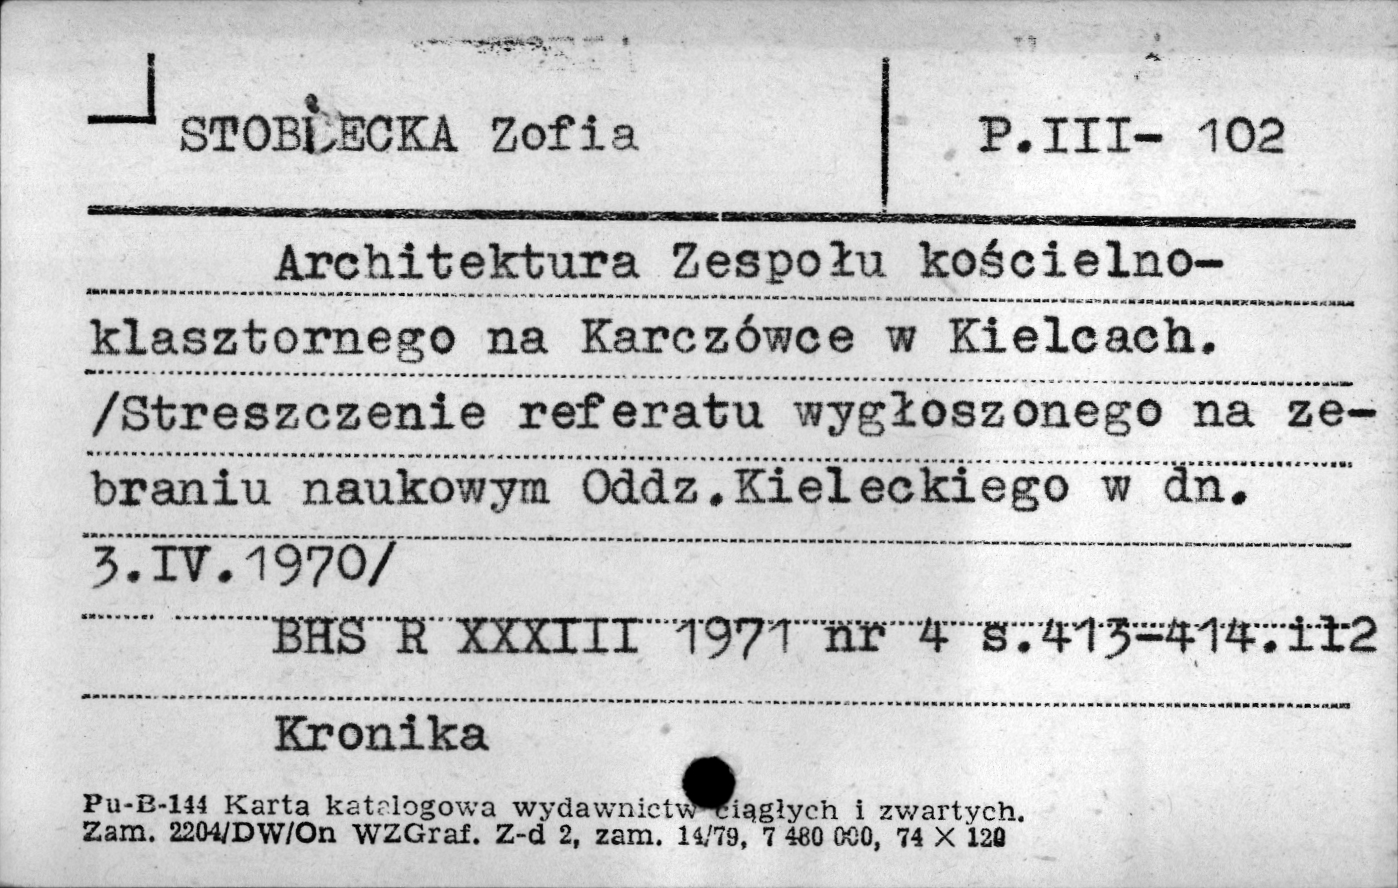 STOBIECKA Zofia
P.III- 102
Architektura Zespołu kościelno-
klasztornego na Karczówce w Kielcach.
/Streszczenie referatu wygłoszonego na ze-
braniu naukowym Oddz.Kieleckiego w dn.
3.IV.1970/
BHS R XXXIII 1971 nr 4 s.413-414.ił2
Kronika
Pu-B-144 Karta katalogowa wydawnictw ciągłych i zwartych.
Zam. 2204/DW/On WZGraf. Z-d 2, zam. 14/79, 7 480 000, 74 X 120